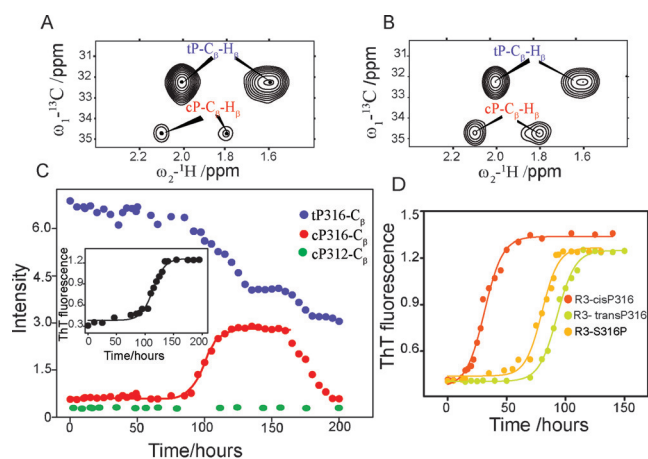 A
tP-Cβ-Hβ
cP-Cβ-Hβ
ω1-13C /ppm
31
32
33
34
35
2.2
2.0
1.8
1.6
ω2-1H /ppm
B
tP-Cβ-Hβ
cP-Cβ-Hβ
ω1-13C /ppm
31
32
33
34
35
2.2
2.0
1.8
1.6
ω2-1H /ppm
C
tP316-Cβ
cP316-Cβ
cP312-Cβ
Intensity
6.0
4.5
3.0
1.5
0
0
50
100
150
200
Time/hours
ThT fluorescence
1.2
0.9
0.6
0.3
0
50
100
150
200
Time/hours
D
ThT fluorescence
1.5
1.2
0.9
0.6
0
50
100
150
Time /hours
R3-cisP316
R3- transP316
R3-S316P